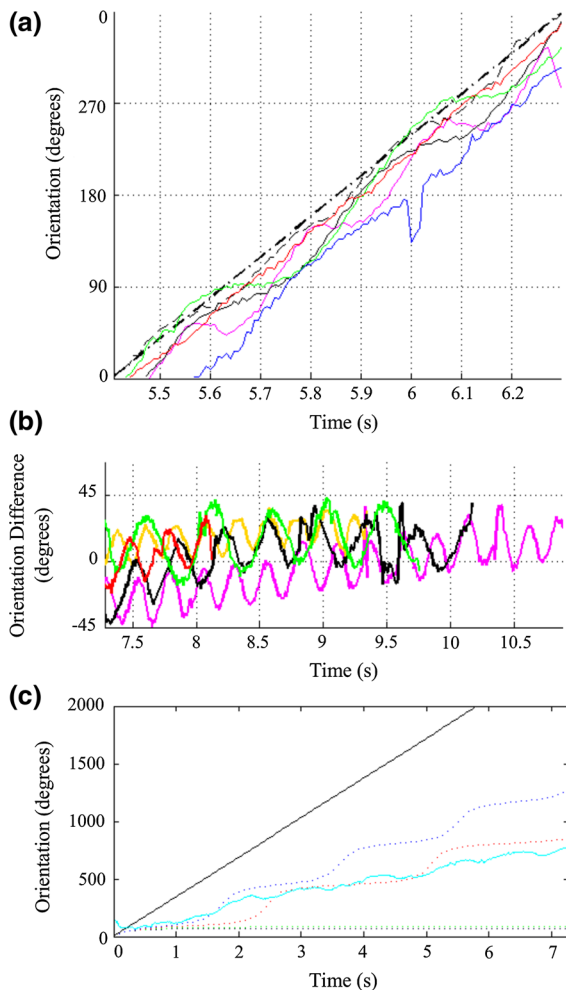 (a)
0
270
180
90
0
Orientation (degrees)
5.5 5.6 5.7 5.8 5.9 6 6.1 6.2
Time (s)
(b)
45
0
-45
Orientation Difference
(degrees)
7.5 8 8.5 9 9.5 10 10.5
Time (s)
(c)
2000
1500
1000
500
0
Orientation (degrees)
0 1 2 3 4 5 6 7
Time (s)